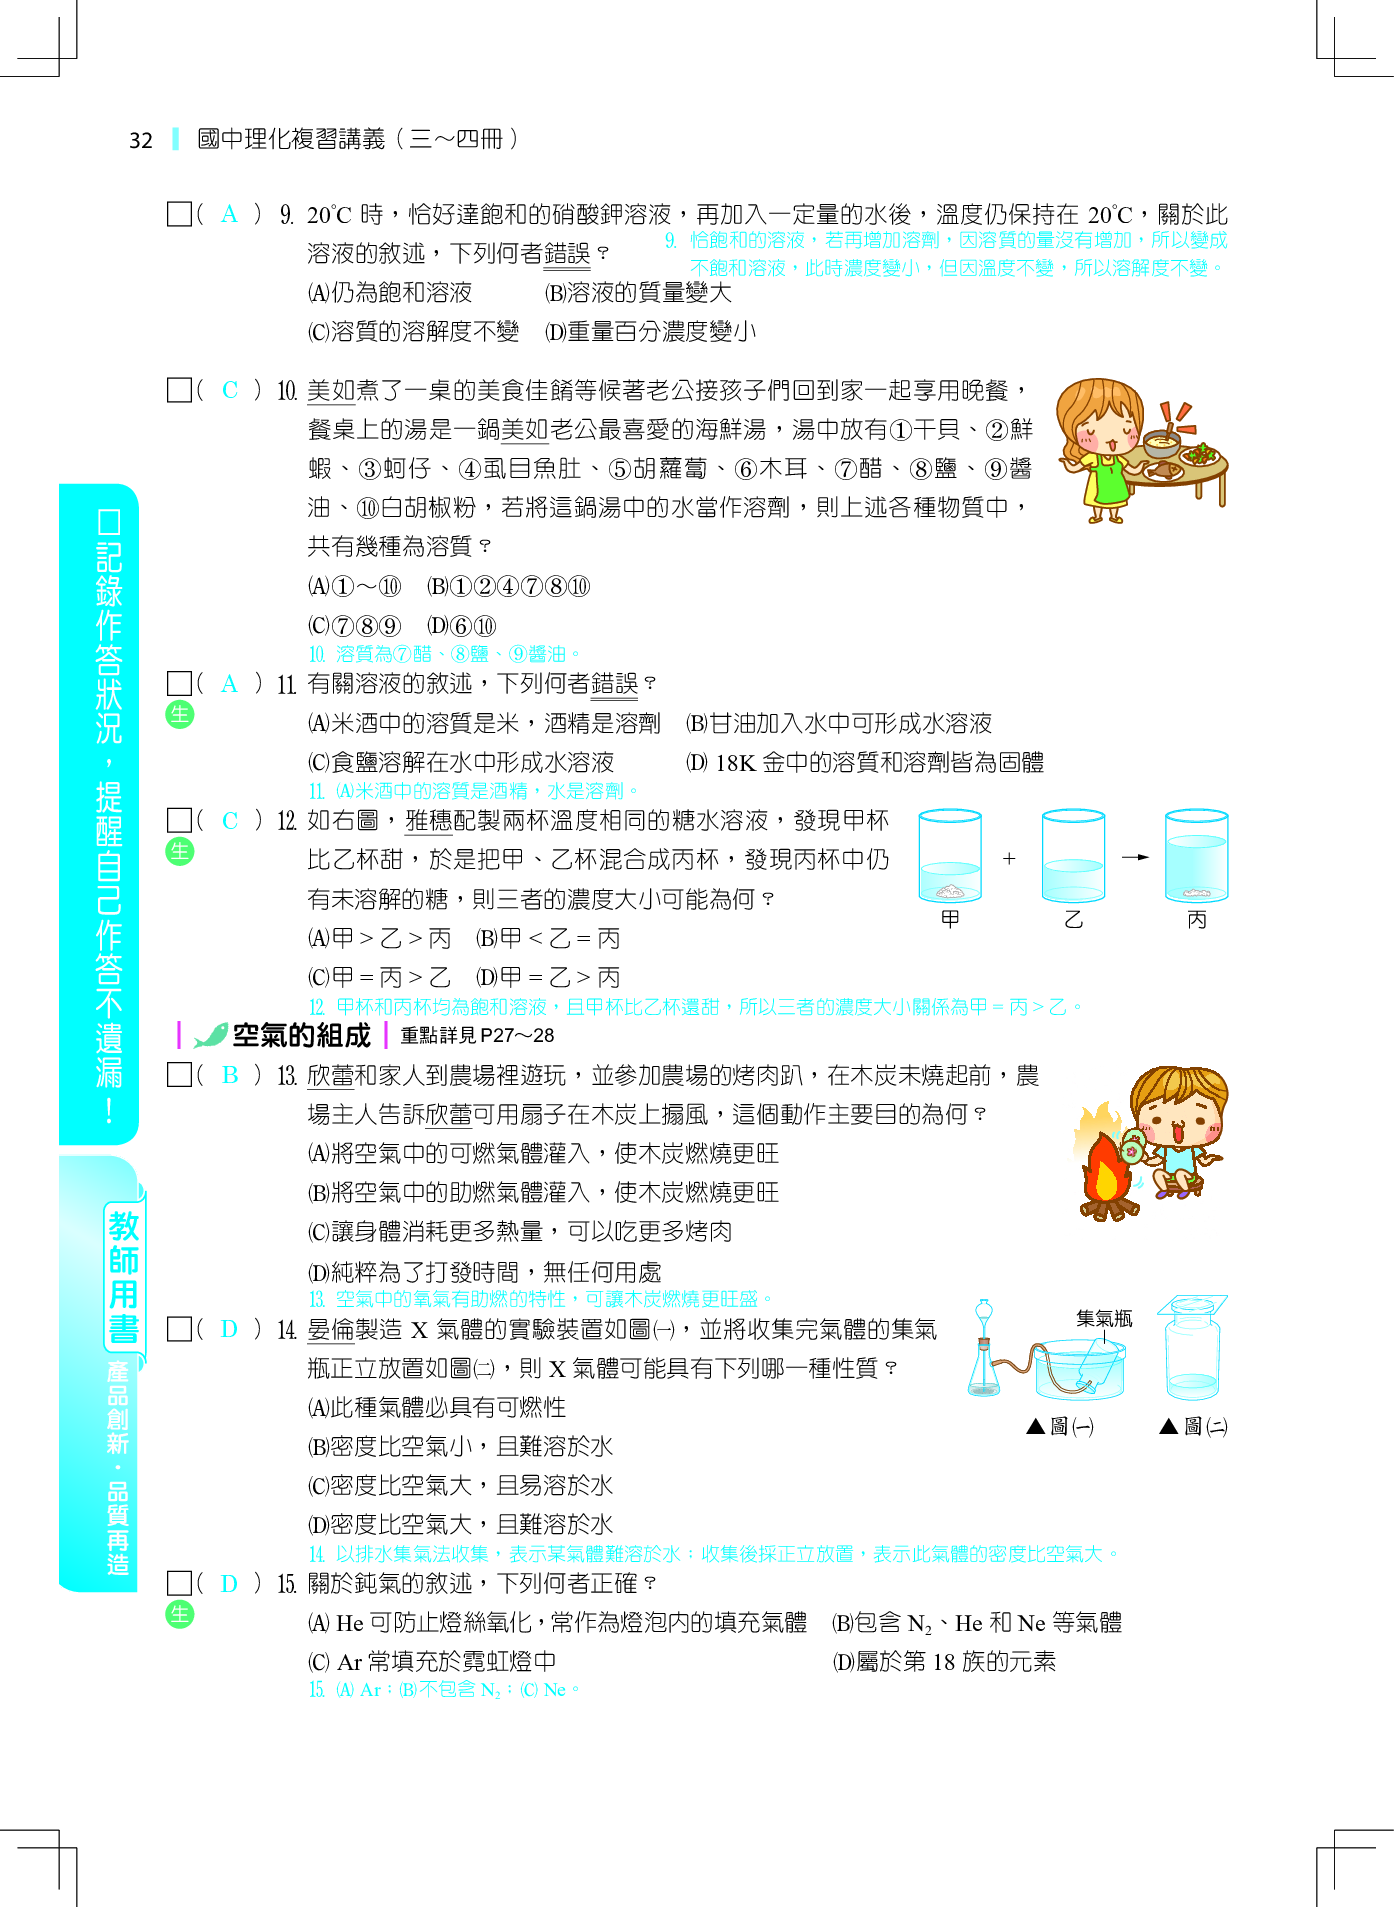 32 國中理化複習講義（三～四冊）
□（ A ） 9. 20℃ 時，恰好達飽和的硝酸鉀溶液，再加入一定量的水後，溫度仍保持在 20℃，關於此
溶液的敘述，下列何者錯誤？
9. 恰飽和的溶液，若再增加溶劑，因溶質的量沒有增加，所以變成
不飽和溶液，此時濃度變小，但因溫度不變，所以溶解度不變。
(A)仍為飽和溶液 (B)溶液的質量變大
(C)溶質的溶解度不變 (D)重量百分濃度變小
□（ C ） 10. 美如煮了一桌的美食佳餚等候著老公接孩子們回到家一起享用晚餐，
餐桌上的湯是一鍋美如老公最喜愛的海鮮湯，湯中放有①干貝、②鮮
蝦、③蚵仔、④虱目魚肚、⑤胡蘿蔔、⑥木耳、⑦醋、⑧鹽、⑨醬
油、⑩白胡椒粉，若將這鍋湯中的水當作溶劑，則上述各種物質中，
共有幾種為溶質？
(A)①～⑩ (B)①②④⑦⑧⑩
(C)⑦⑧⑨ (D)⑥⑩
10. 溶質為⑦醋、⑧鹽、⑨醬油。
□（ A ） 11. 有關溶液的敘述，下列何者錯誤？
生
(A)米酒中的溶質是米，酒精是溶劑 (B)甘油加入水中可形成水溶液
(C)食鹽溶解在水中形成水溶液 (D) 18K 金中的溶質和溶劑皆為固體
11. (A)米酒中的溶質是酒精，水是溶劑。
□（ C ） 12. 如右圖，雅穗配製兩杯溫度相同的糖水溶液，發現甲杯
生
比乙杯甜，於是把甲、乙杯混合成丙杯，發現丙杯中仍
有未溶解的糖，則三者的濃度大小可能為何？
(A)甲＞乙＞丙 (B)甲＜乙＝丙
(C)甲＝丙＞乙 (D)甲＝乙＞丙
＋ →
甲 乙 丙
12. 甲杯和丙杯均為飽和溶液，且甲杯比乙杯還甜，所以三者的濃度大小關係為甲＝丙＞乙。
空氣的組成 重點詳見P27～28
□（ B ） 13. 欣蕾和家人到農場裡遊玩，並參加農場的烤肉趴，在木炭未燒起前，農
場主人告訴欣蕾可用扇子在木炭上搧風，這個動作主要目的為何？
(A)將空氣中的可燃氣體灌入，使木炭燃燒更旺
(B)將空氣中的助燃氣體灌入，使木炭燃燒更旺
(C)讓身體消耗更多熱量，可以吃更多烤肉
(D)純粹為了打發時間，無任何用處
13. 空氣中的氧氣有助燃的特性，可讓木炭燃燒更旺盛。
□（ D ） 14. 晏倫製造 X 氣體的實驗裝置如圖㈠，並將收集完氣體的集氣
瓶正立放置如圖㈡，則 X 氣體可能具有下列哪一種性質？
(A)此種氣體必具有可燃性
(B)密度比空氣小，且難溶於水
(C)密度比空氣大，且易溶於水
(D)密度比空氣大，且難溶於水
集氣瓶
▲圖㈠ ▲圖㈡
14. 以排水集氣法收集，表示某氣體難溶於水；收集後採正立放置，表示此氣體的密度比空氣大。
□（ D ） 15. 關於鈍氣的敘述，下列何者正確？
生
(A) He 可防止燈絲氧化，常作為燈泡內的填充氣體 (B)包含 N₂、He 和 Ne 等氣體
(C) Ar 常填充於霓虹燈中 (D)屬於第 18 族的元素
15. (A) Ar；(B)不包含 N₂；(C) Ne。
□記錄作答狀況，提醒自己作答不遺漏！
教師用書
產品創新．品質再造